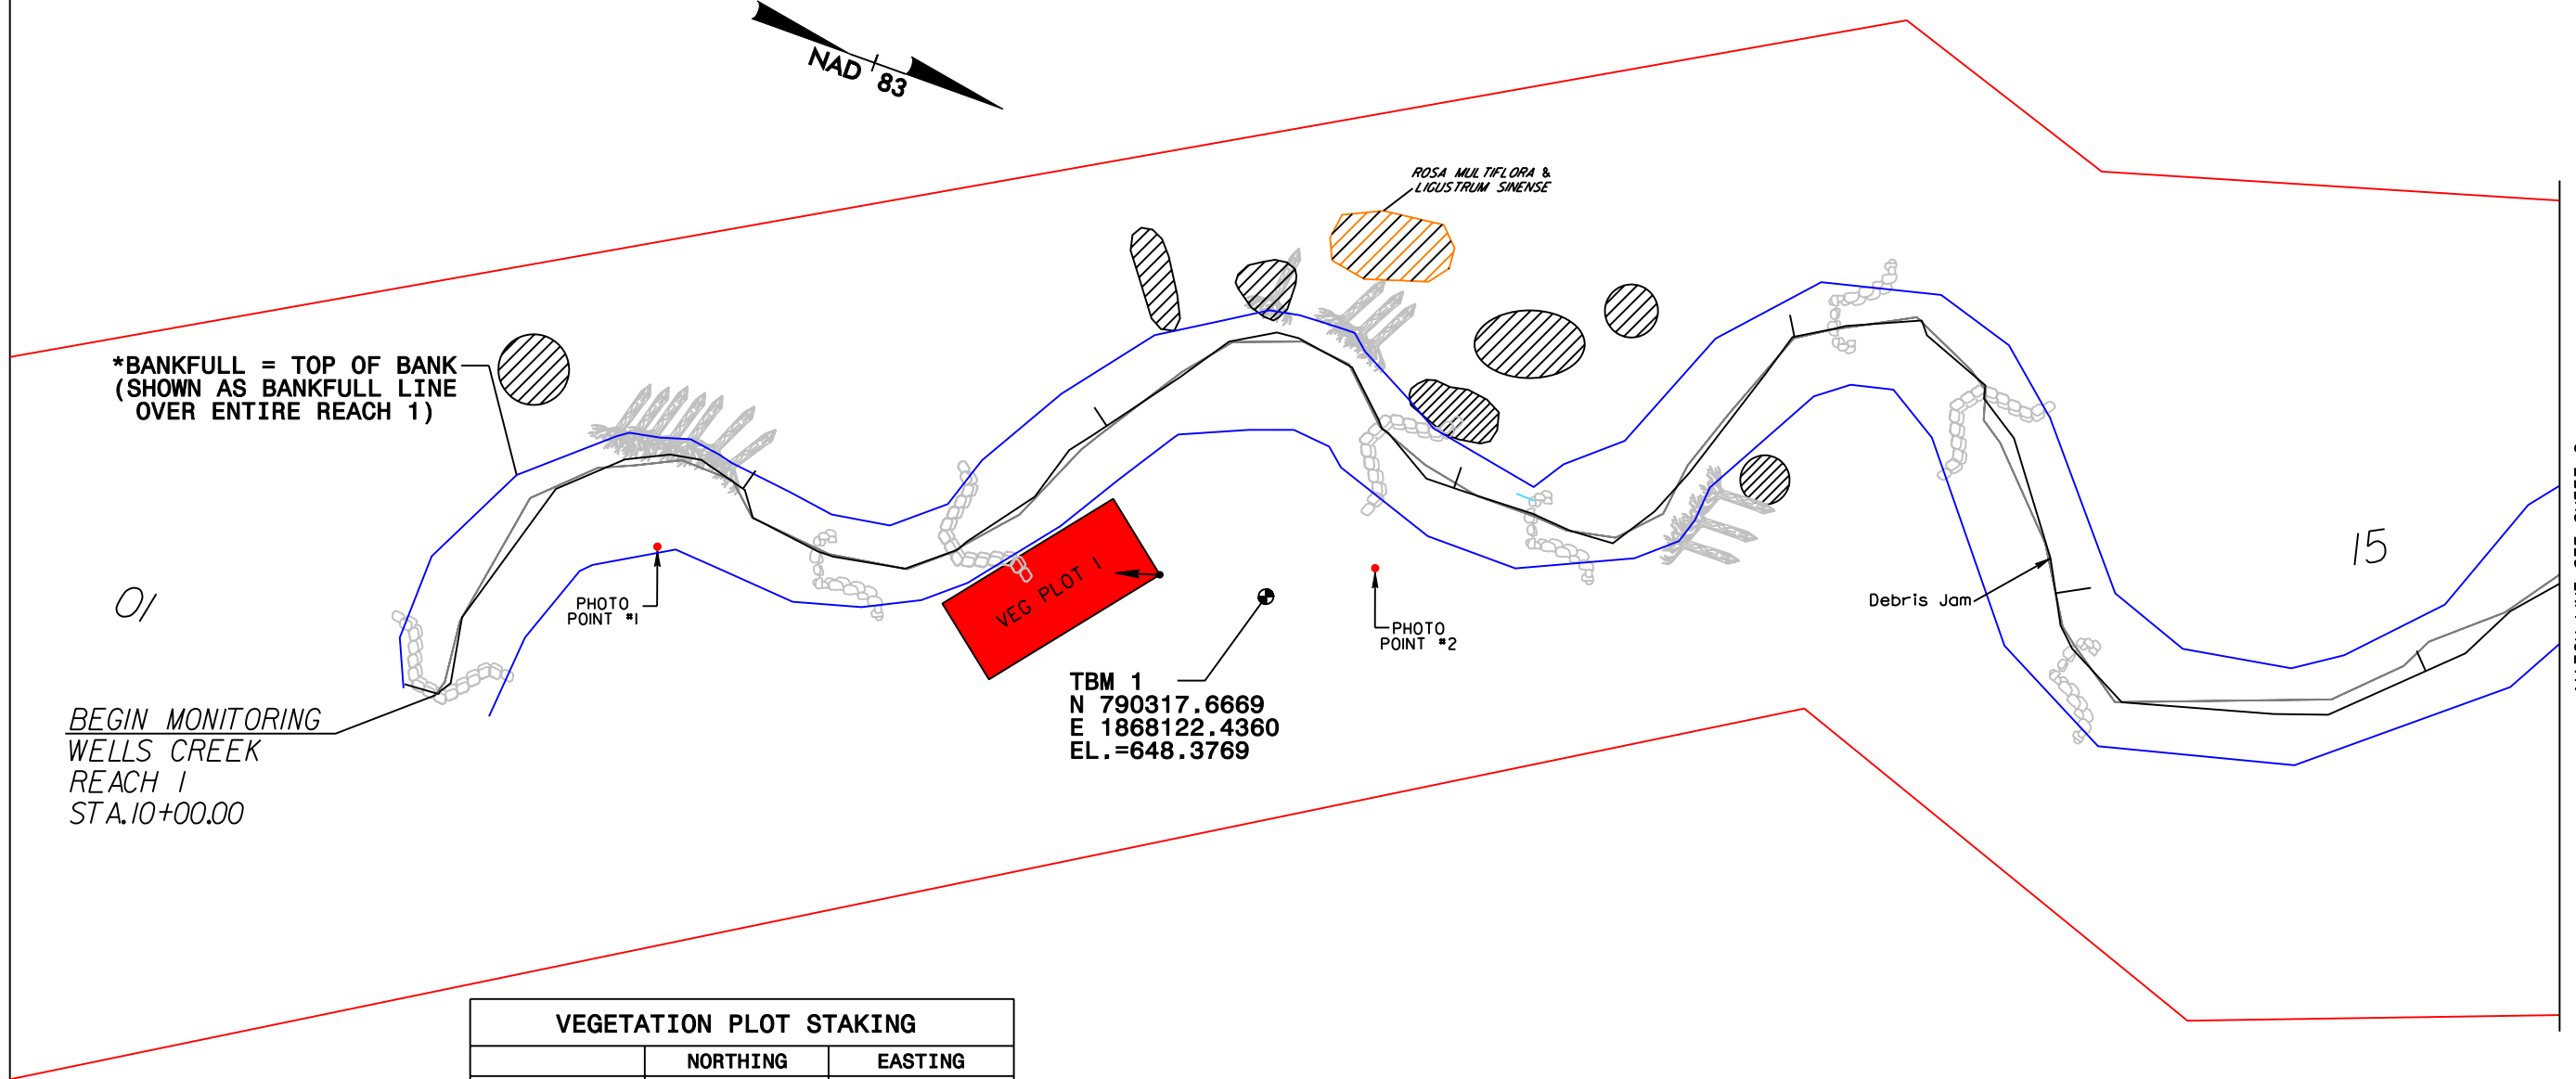 NAD 83
ROSA MULTIFLORA &
LIGUSTRUM SINENSE
*BANKFULL = TOP OF BANK
(SHOWN AS BANKFULL LINE
OVER ENTIRE REACH 1)
10
PHOTO
POINT #1
VEG PLOT 1
PHOTO
POINT #2
Debris Jam
15
TBM 1
N 790317.6669
E 1868122.4360
EL.=648.3769
BEGIN MONITORING
WELLS CREEK
REACH 1
STA.10+00.00
VEGETATION PLOT STAKING
NORTHING EASTING